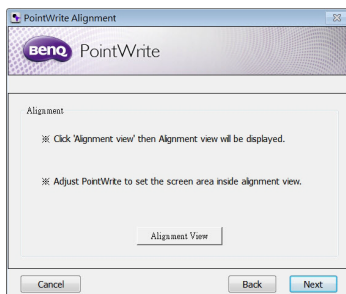 PointWrite Alignment
BenQ PointWrite
Alignment
※ Click 'Alignment view' then Alignment view will be displayed.
※ Adjust PointWrite to set the screen area inside alignment view.
Alignment View
Cancel Back Next